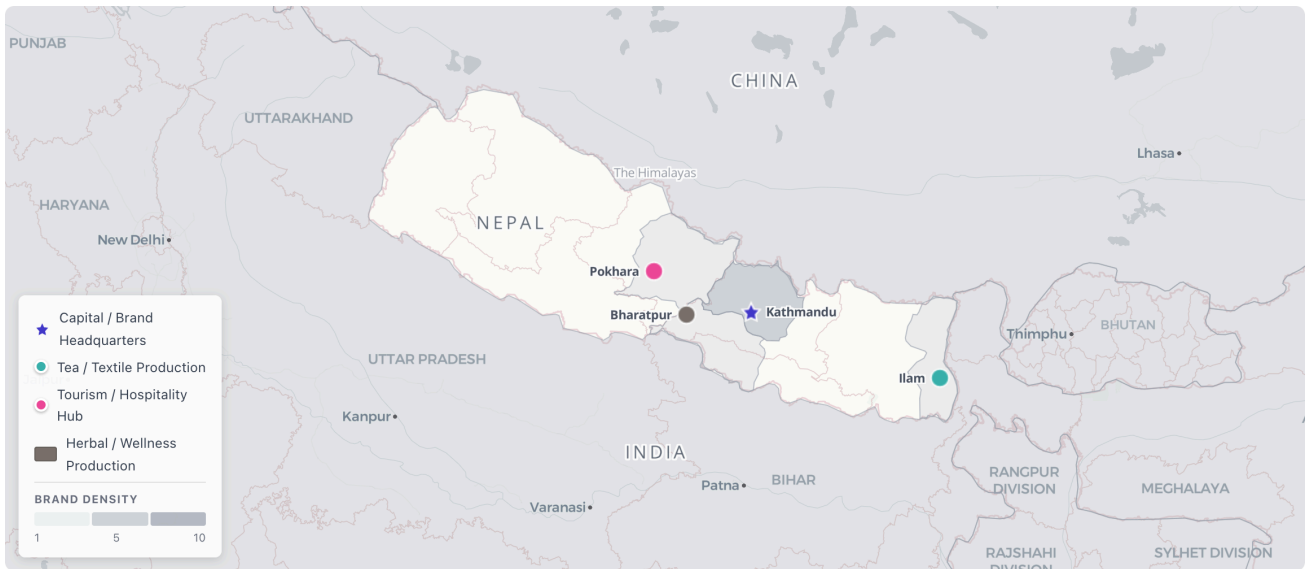 PUNJAB
CHINA
UTTARAKHAND
Lhasa
The Himalayas
HARYANA
NEPAL
New Delhi
Pokhara
Bharatpur
Kathmandu
Thimphu
BHUTAN
UTTAR PRADESH
Ilam
Kanpur
INDIA
Patna
BIHAR
RANGPUR
DIVISION
MEGHALAYA
Varanasi
RAJSHAHI
DIVISION
SYLHET DIVISION
Capital / Brand
Headquarters
Tea / Textile Production
Tourism / Hospitality
Hub
Herbal / Wellness
Production
BRAND DENSITY
1 5 10